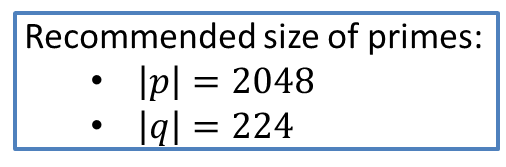 Recommended size of primes:
• |p| = 2048
• |q| = 224